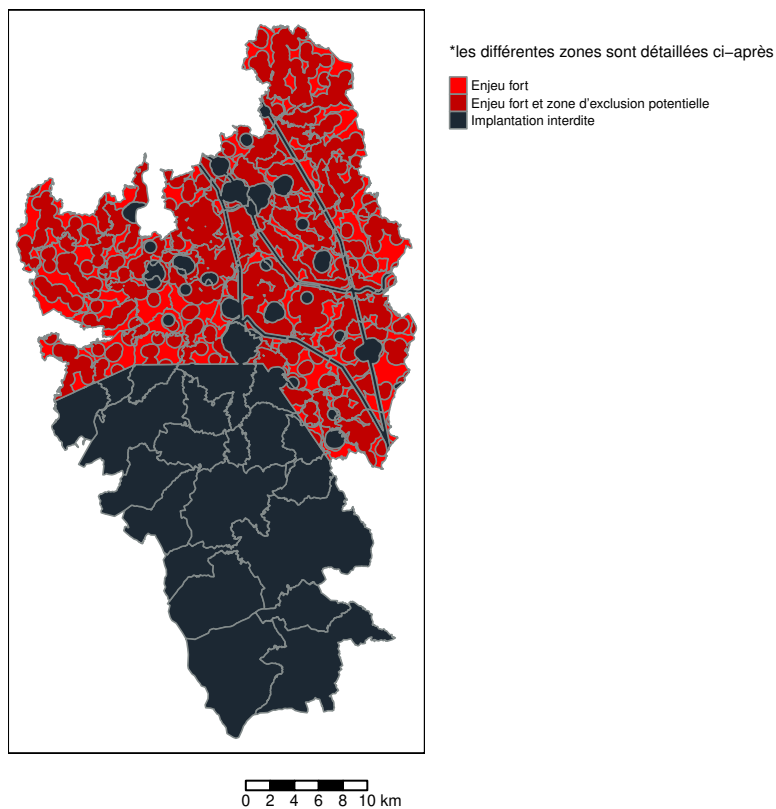 *les différentes zones sont détaillées ci−après
Enjeu fort
Enjeu fort et zone d'exclusion potentielle
Implantation interdite
0 2 4 6 8 10 km